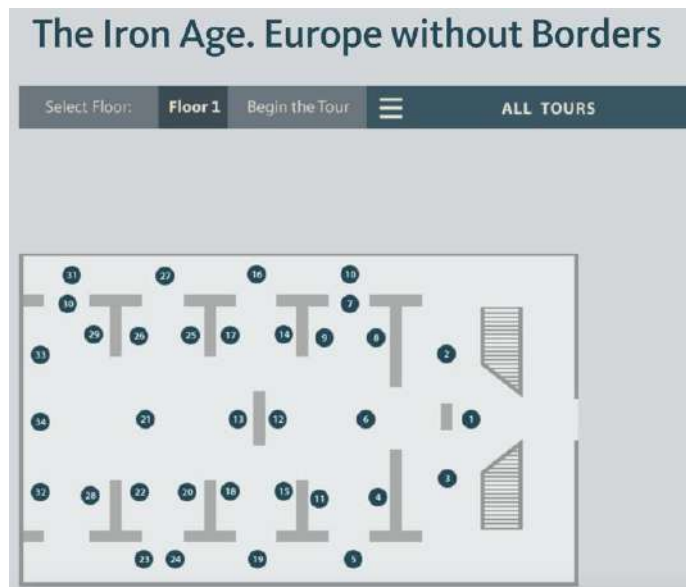 The Iron Age. Europe without Borders
Select Floor: Floor 1 Begin the Tour ALL TOURS
31 27 16 10
30 7
29 26 25 17 14 9 8
33 2
34 21 13 12 6 1
32 28 22 20 18 15 11 4 3
23 24 19 5